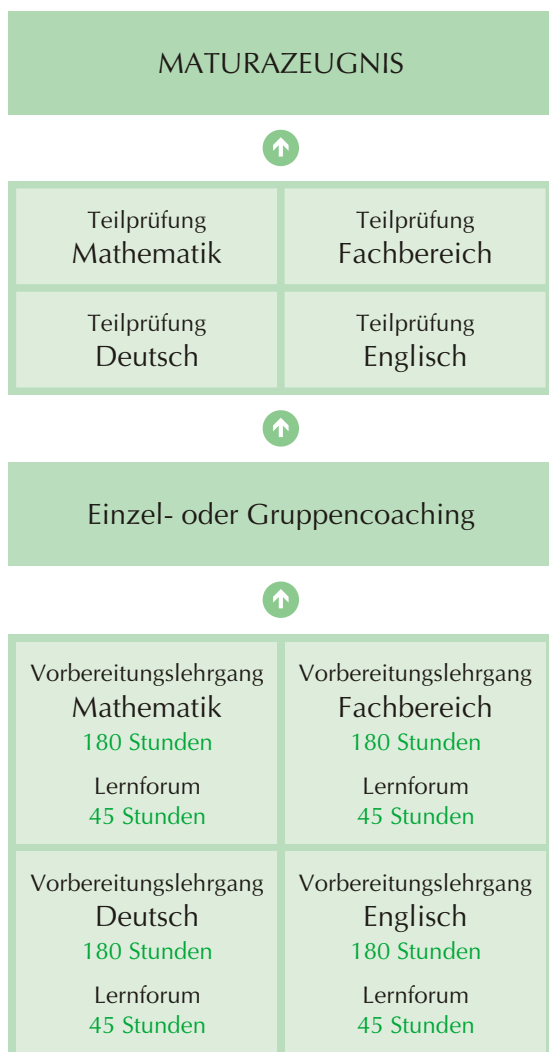 MATURAZEUGNIS
Teilprüfung
Mathematik
Teilprüfung
Fachbereich
Teilprüfung
Deutsch
Teilprüfung
Englisch
Einzel- oder Gruppencoaching
Vorbereitungslehrgang
Mathematik
180 Stunden
Lernforum
45 Stunden
Vorbereitungslehrgang
Fachbereich
180 Stunden
Lernforum
45 Stunden
Vorbereitungslehrgang
Deutsch
180 Stunden
Lernforum
45 Stunden
Vorbereitungslehrgang
Englisch
180 Stunden
Lernforum
45 Stunden